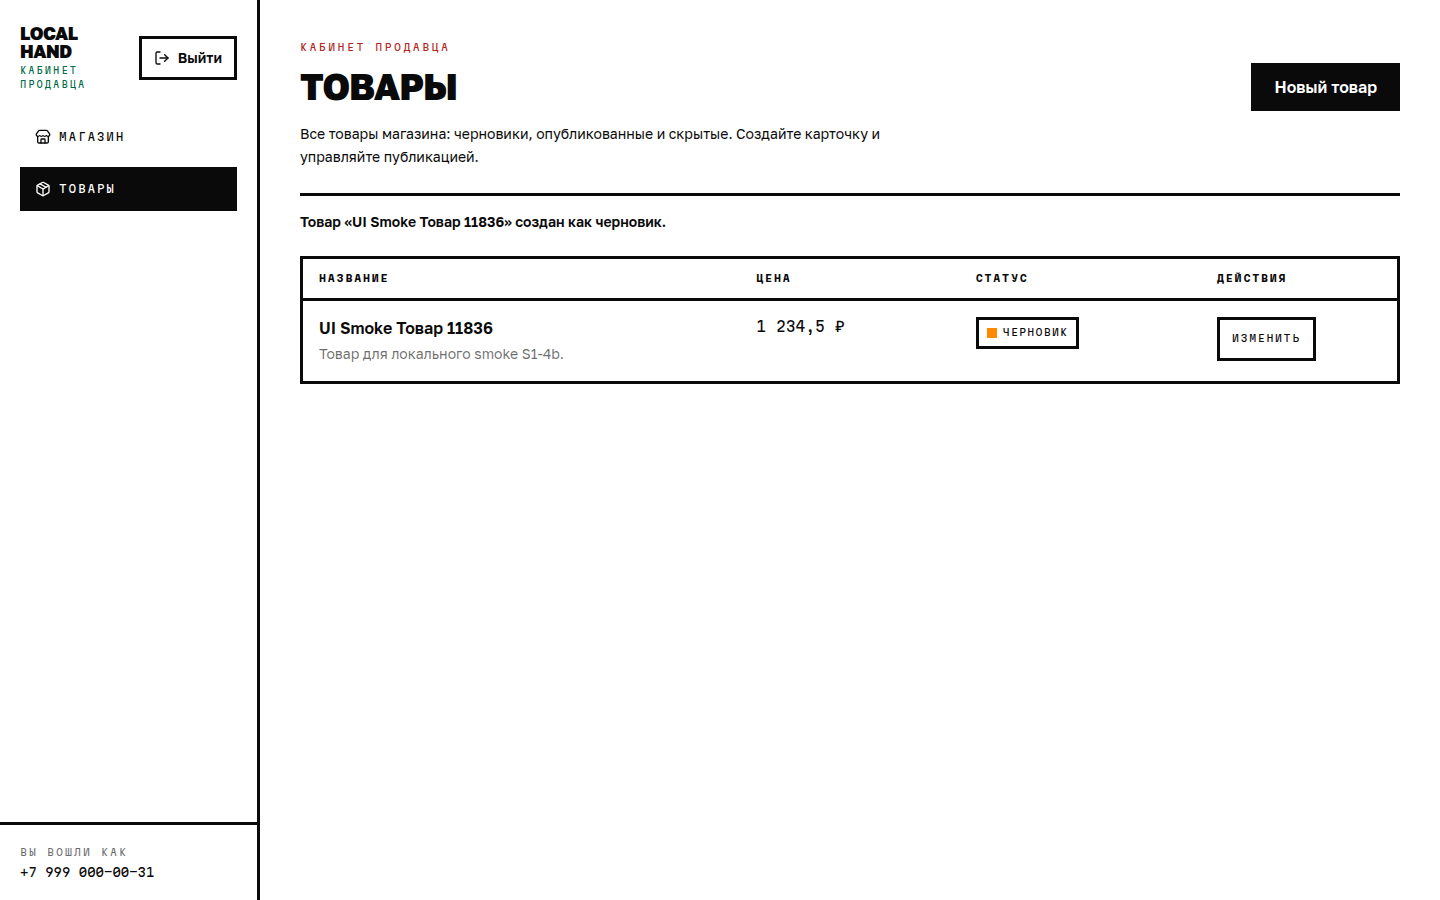 LOCAL
HAND
КАБИНЕТ
ПРОДАВЦА
Выйти
МАГАЗИН
ТОВАРЫ
ВЫ ВОШЛИ КАК
+7 999 000-00-31
КАБИНЕТ ПРОДАВЦА
ТОВАРЫ
Новый товар
Все товары магазина: черновики, опубликованные и скрытые. Создайте карточку и
управляйте публикацией.
Товар «UI Smoke Товар 11836» создан как черновик.
НАЗВАНИЕ ЦЕНА СТАТУС ДЕЙСТВИЯ
UI Smoke Товар 11836 1 234,5 ₽ ЧЕРНОВИК ИЗМЕНИТЬ
Товар для локального smoke S1-4b.